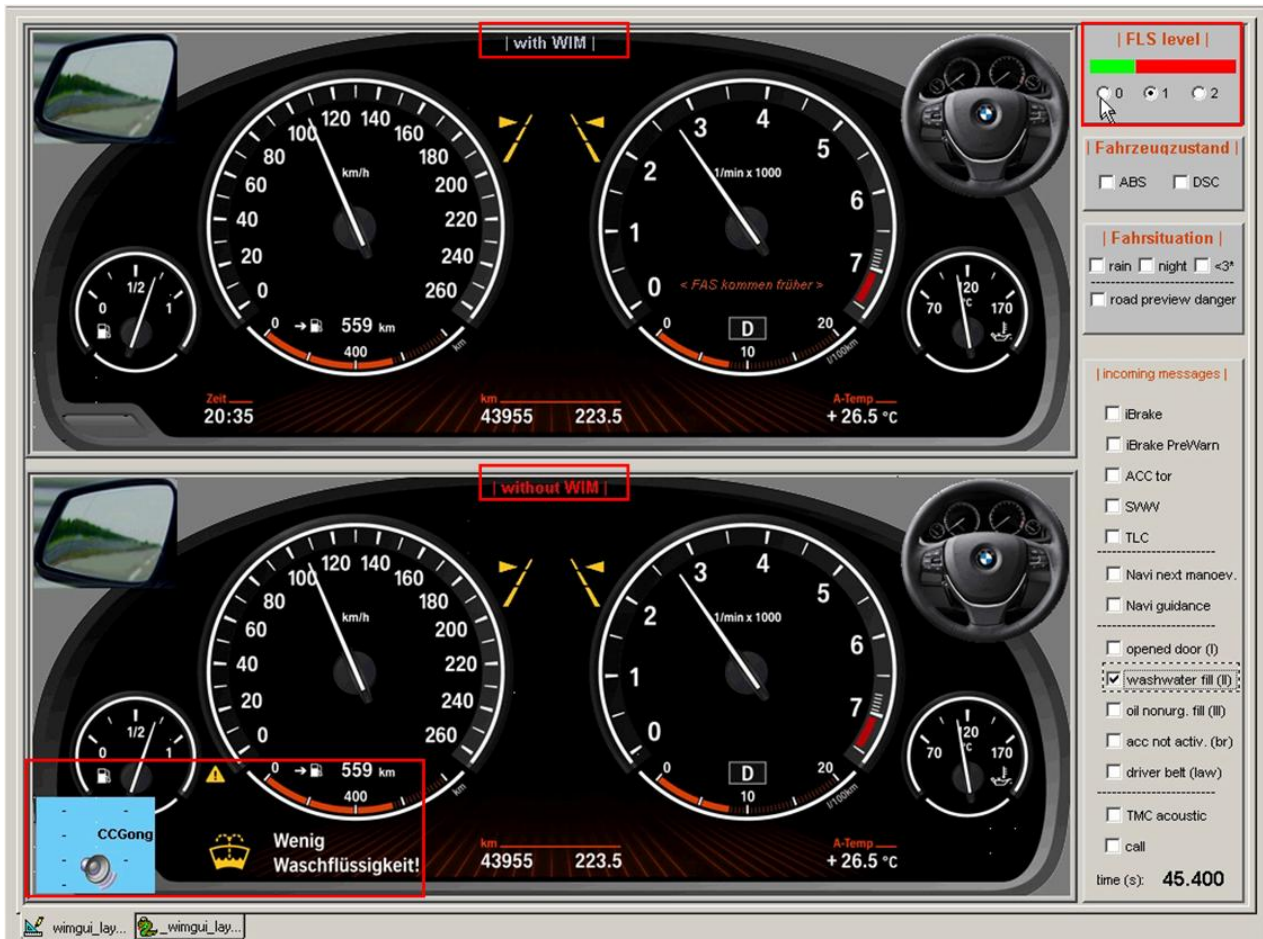 | with WIM |
100 120 140
80 160
60 180
40 200
20 220
0 240
260
km/h
1/2
0 1
0 → 559 km
400
km
3 4
2 5
1 6
0 7
1/min x 1000
< FAS kommen früher >
D
0 20
10
l/100km
120
°C
70 170
Zeit
20:35
km
43955 223.5
A-Temp
+ 26.5 °C
| without WIM |
100 120 140
80 160
60 180
40 200
20 220
0 240
260
km/h
1/2
0 1
0 → 559 km
400
km
3 4
2 5
1 6
0 7
1/min x 1000
D
0 20
10
l/100km
120
°C
70 170
CCGong
Wenig
Waschflüssigkeit!
km
43955 223.5
A-Temp
+ 26.5 °C
| FLS level |
0 1 2
| Fahrzeugzustand |
ABS DSC
| Fahrsituation |
rain night <3*
road preview danger
| incoming messages |
iBrake
iBrake PreWarn
ACC tor
SWW
TLC
Navi next manoev.
Navi guidance
opened door (I)
washwater fill (II)
oil nonurg. fill (III)
acc not activ. (br)
driver belt (law)
TMC acoustic
call
time (s): 45.400
wimgui_lay... _wimgui_lay...